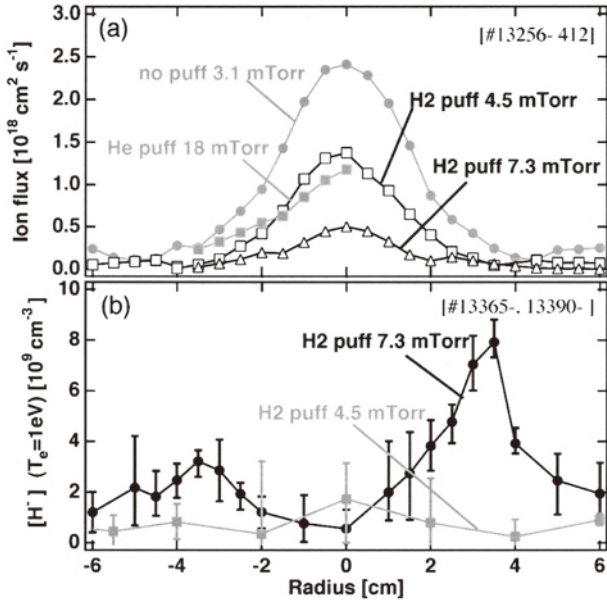 3.0
(a)
[#13256- 412]
2.5
no puff 3.1 mTorr
H2 puff 4.5 mTorr
2.0
He puff 18 mTorr
1.5
H2 puff 7.3 mTorr
1.0
0.5
0.0
Ion flux [10^18 cm^2 s^-1]
10
(b)
[#13365-, 13390- ]
H2 puff 7.3 mTorr
8
6
H2 puff 4.5 mTorr
4
2
0
[H^-] (T_e=1eV) [10^9 cm^-3]
-6 -4 -2 0 2 4 6
Radius [cm]